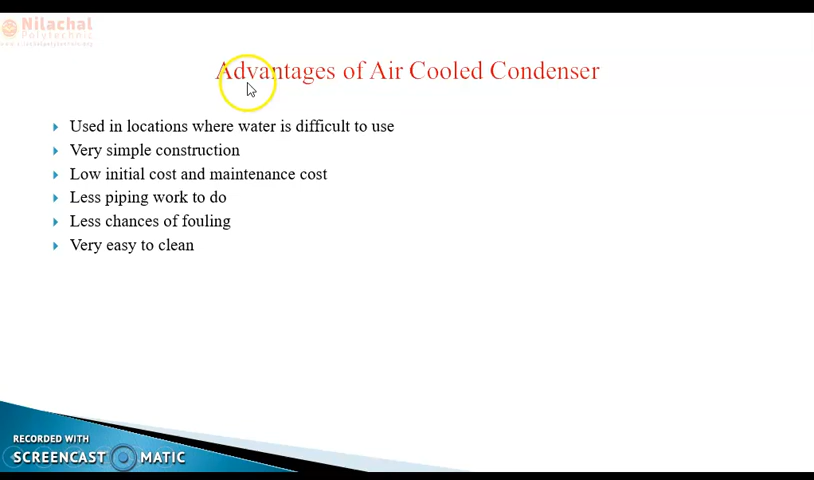 Nilachal
Polytechnic
Advantages of Air Cooled Condenser
Used in locations where water is difficult to use
Very simple construction
Low initial cost and maintenance cost
Less piping work to do
Less chances of fouling
Very easy to clean
RECORDED WITH
SCREENCAST MATIC